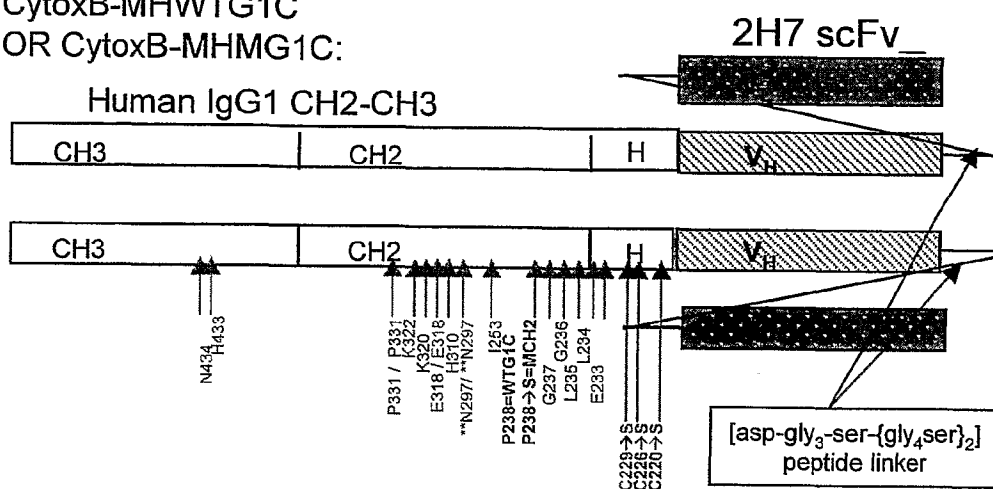 CytoxB-MHWTG1C
OR CytoxB-MHMG1C:
2H7 scFv_
Human IgG1 CH2-CH3
CH3 CH2 H VH
CH3 CH2 H VH
N434
H433
P331 / P331
K322
K320
E318 / E318
H310
**N297/ **N297
I253
P238=WTG1C
P238→S=MCH2
G237
G236
L235
L234
E233
C229→S
C226→S
C220→S
[asp-gly3-ser-{gly4ser}2]
peptide linker